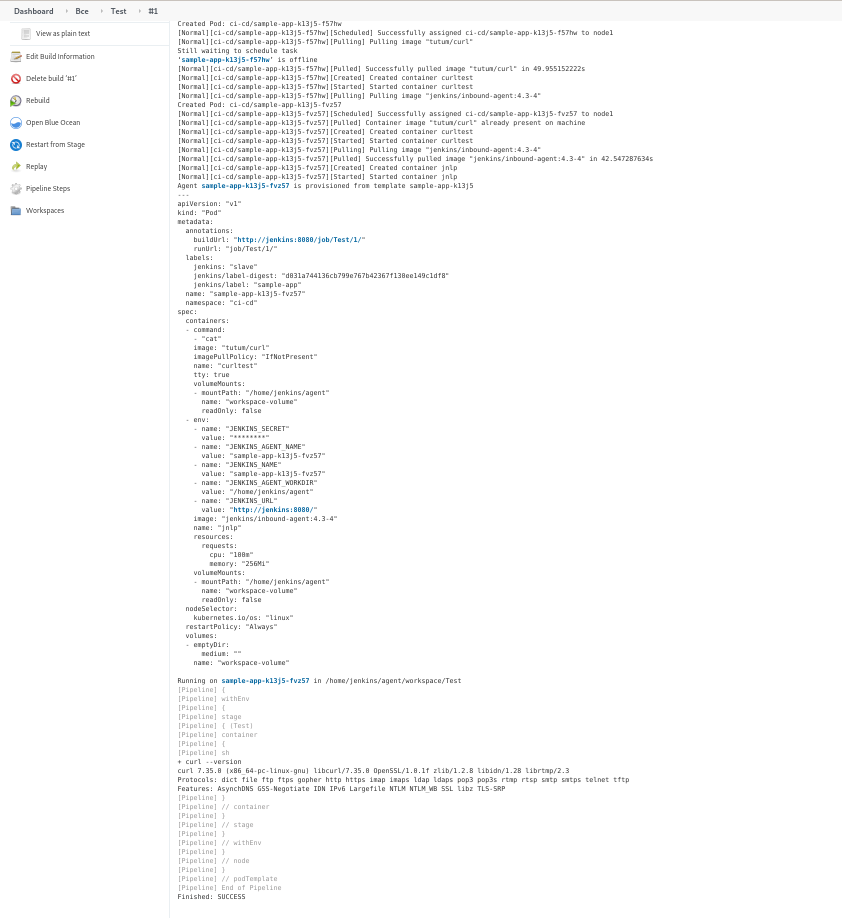 Dashboard › Все › Test › #1
View as plain text
Edit Build Information
Delete build '#1'
Rebuild
Open Blue Ocean
Restart from Stage
Replay
Pipeline Steps
Workspaces
Created Pod: ci-cd/sample-app-k13j5-f57hw
[Normal][ci-cd/sample-app-k13j5-f57hw][Scheduled] Successfully assigned ci-cd/sample-app-k13j5-f57hw to node1
[Normal][ci-cd/sample-app-k13j5-f57hw][Pulling] Pulling image "tutum/curl"
Still waiting to schedule task
'sample-app-k13j5-f57hw' is offline
[Normal][ci-cd/sample-app-k13j5-f57hw][Pulled] Successfully pulled image "tutum/curl" in 49.955152222s
[Normal][ci-cd/sample-app-k13j5-f57hw][Created] Created container curltest
[Normal][ci-cd/sample-app-k13j5-f57hw][Started] Started container curltest
[Normal][ci-cd/sample-app-k13j5-f57hw][Pulling] Pulling image "jenkins/inbound-agent:4.3-4"
Created Pod: ci-cd/sample-app-k13j5-fvz57
[Normal][ci-cd/sample-app-k13j5-fvz57][Scheduled] Successfully assigned ci-cd/sample-app-k13j5-fvz57 to node1
[Normal][ci-cd/sample-app-k13j5-fvz57][Pulled] Container image "tutum/curl" already present on machine
[Normal][ci-cd/sample-app-k13j5-fvz57][Created] Created container curltest
[Normal][ci-cd/sample-app-k13j5-fvz57][Started] Started container curltest
[Normal][ci-cd/sample-app-k13j5-fvz57][Pulling] Pulling image "jenkins/inbound-agent:4.3-4"
[Normal][ci-cd/sample-app-k13j5-fvz57][Pulled] Successfully pulled image "jenkins/inbound-agent:4.3-4" in 42.547287634s
[Normal][ci-cd/sample-app-k13j5-fvz57][Created] Created container jnlp
[Normal][ci-cd/sample-app-k13j5-fvz57][Started] Started container jnlp
Agent sample-app-k13j5-fvz57 is provisioned from template sample-app-k13j5
---
apiVersion: "v1"
kind: "Pod"
metadata:
  annotations:
    buildUrl: "http://jenkins:8080/job/Test/1/"
    runUrl: "job/Test/1/"
  labels:
    jenkins: "slave"
    jenkins/label-digest: "d031a744136cb799e767b42367f130ee149c1df8"
    jenkins/label: "sample-app"
  name: "sample-app-k13j5-fvz57"
  namespace: "ci-cd"
spec:
  containers:
  - command:
    - "cat"
    image: "tutum/curl"
    imagePullPolicy: "IfNotPresent"
    name: "curltest"
    tty: true
    volumeMounts:
    - mountPath: "/home/jenkins/agent"
      name: "workspace-volume"
      readOnly: false
  - env:
    - name: "JENKINS_SECRET"
      value: "********"
    - name: "JENKINS_AGENT_NAME"
      value: "sample-app-k13j5-fvz57"
    - name: "JENKINS_NAME"
      value: "sample-app-k13j5-fvz57"
    - name: "JENKINS_AGENT_WORKDIR"
      value: "/home/jenkins/agent"
    - name: "JENKINS_URL"
      value: "http://jenkins:8080/"
    image: "jenkins/inbound-agent:4.3-4"
    name: "jnlp"
    resources:
      requests:
        cpu: "100m"
        memory: "256Mi"
    volumeMounts:
    - mountPath: "/home/jenkins/agent"
      name: "workspace-volume"
      readOnly: false
  nodeSelector:
    kubernetes.io/os: "linux"
  restartPolicy: "Always"
  volumes:
  - emptyDir:
      medium: ""
    name: "workspace-volume"
Running on sample-app-k13j5-fvz57 in /home/jenkins/agent/workspace/Test
[Pipeline] {
[Pipeline] withEnv
[Pipeline] {
[Pipeline] stage
[Pipeline] { (Test)
[Pipeline] container
[Pipeline] {
[Pipeline] sh
+ curl --version
curl 7.35.0 (x86_64-pc-linux-gnu) libcurl/7.35.0 OpenSSL/1.0.1f zlib/1.2.8 libidn/1.28 librtmp/2.3
Protocols: dict file ftp ftps gopher http https imap imaps ldap ldaps pop3 pop3s rtmp rtsp smtp smtps telnet tftp
Features: AsynchDNS GSS-Negotiate IDN IPv6 Largefile NTLM NTLM_WB SSL libz TLS-SRP
[Pipeline] }
[Pipeline] // container
[Pipeline] }
[Pipeline] // stage
[Pipeline] }
[Pipeline] // withEnv
[Pipeline] }
[Pipeline] // node
[Pipeline] }
[Pipeline] // podTemplate
[Pipeline] End of Pipeline
Finished: SUCCESS